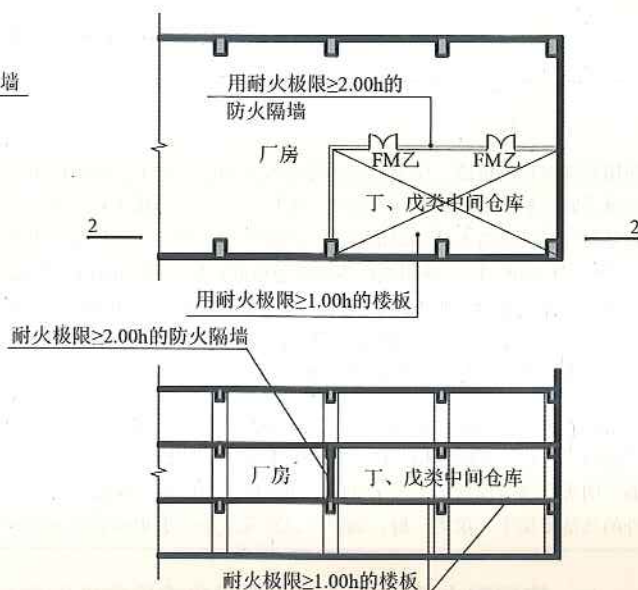 墙
用耐火极限≥2.00h的
防火隔墙
厂房
FM乙
FM乙
丁、戊类中间仓库
2
2
用耐火极限≥1.00h的楼板
耐火极限≥2.00h的防火隔墙
厂房
丁、戊类中间仓库
耐火极限≥1.00h的楼板